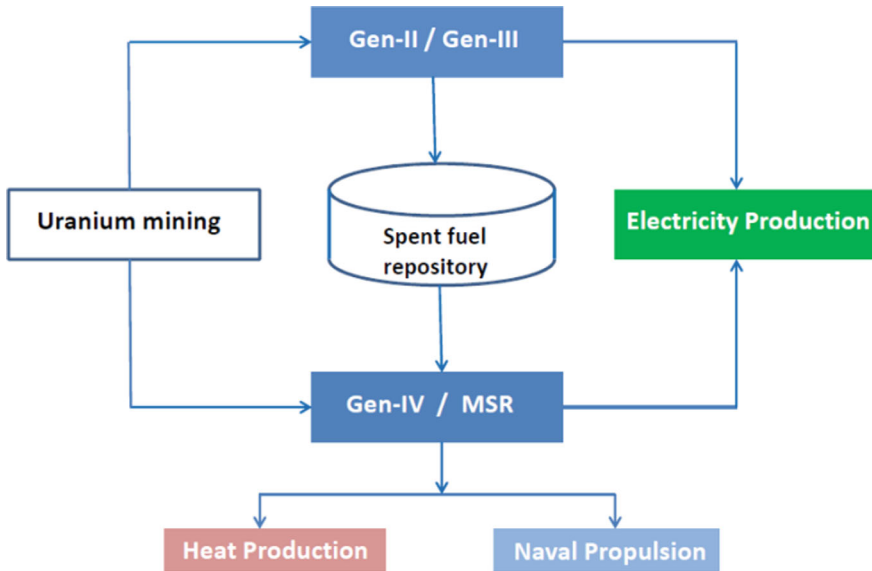 Gen-II / Gen-III
Uranium mining
Spent fuel
repository
Electricity Production
Gen-IV / MSR
Heat Production
Naval Propulsion